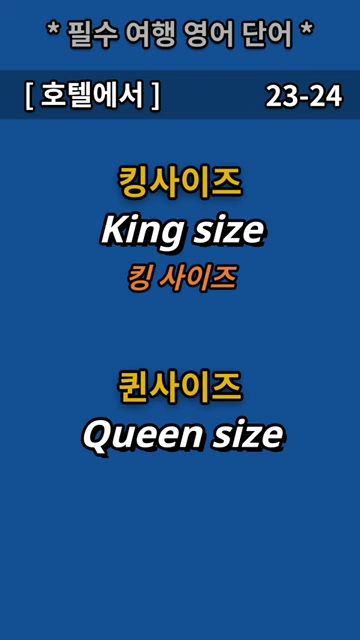 * 필수 여행 영어 단어 *
[ 호텔에서 ] 23-24
킹사이즈
King size
킹 사이즈
퀸사이즈
Queen size